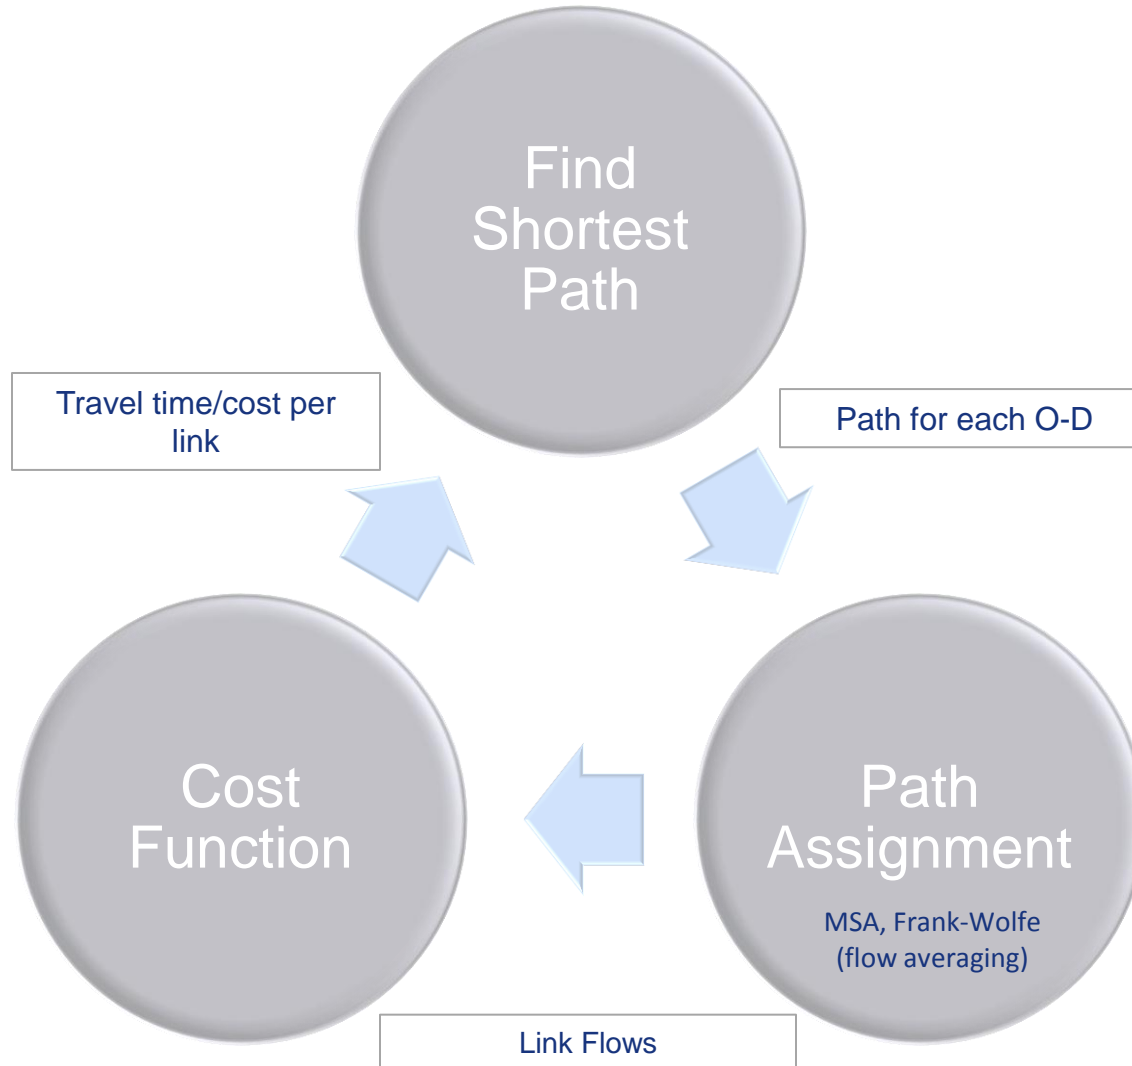 Find
Shortest
Path
Travel time/cost per
link
Path for each O-D
Cost
Function
Path
Assignment
MSA, Frank-Wolfe
(flow averaging)
Link Flows